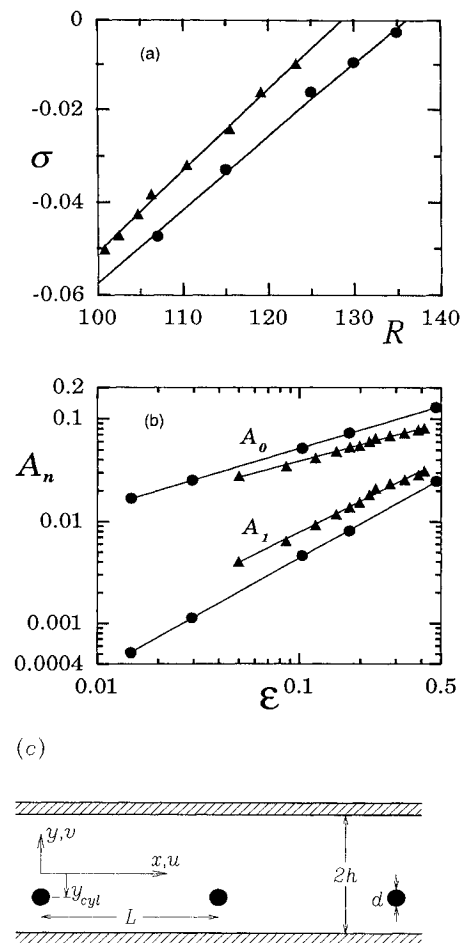 0
(a)
-0.02
σ
-0.04
-0.06
100 110 120 130 140
R
0.2
0.1
(b)
A₀
Aₙ
0.01
A₁
0.001
0.0004
0.01 0.1 0.5
ε
(c)
y,v
x,u
2h
y_cyl
d
L